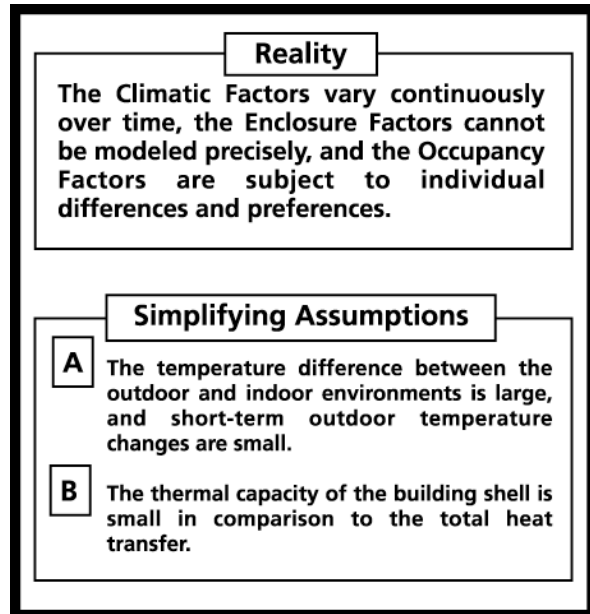 Reality
The Climatic Factors vary continuously
over time, the Enclosure Factors cannot
be modeled precisely, and the Occupancy
Factors are subject to individual
differences and preferences.
Simplifying Assumptions
A
The temperature difference between the
outdoor and indoor environments is large,
and short-term outdoor temperature
changes are small.
B
The thermal capacity of the building shell is
small in comparison to the total heat
transfer.